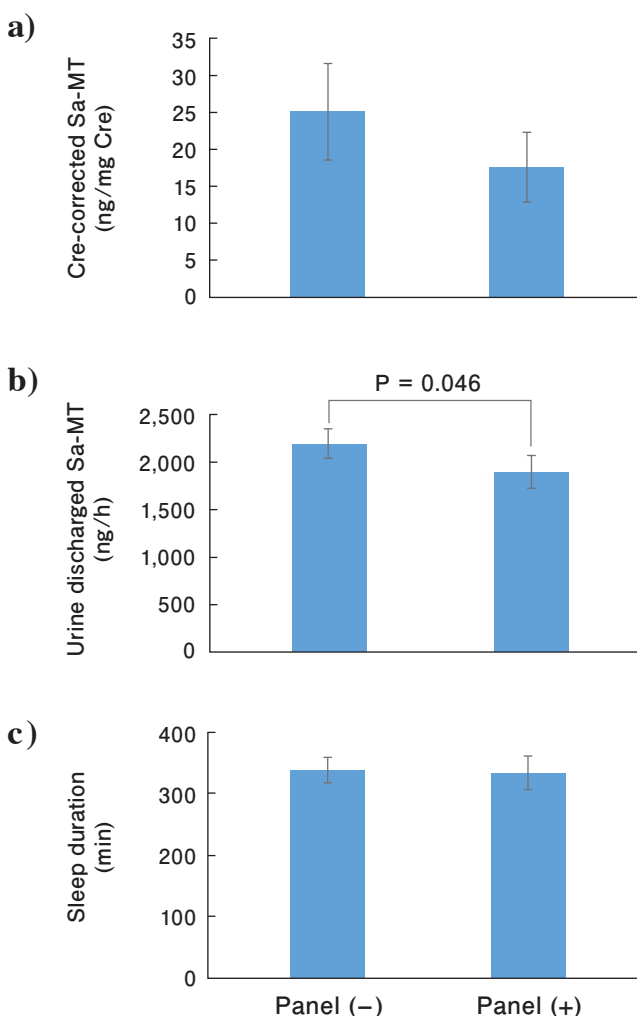 a)
Cre-corrected Sa-MT
(ng/mg Cre)
35
30
25
20
15
10
5
0
b)
P = 0.046
Urine discharged Sa-MT
(ng/h)
2,500
2,000
1,500
1,000
500
0
c)
Sleep duration
(min)
400
300
200
100
0
Panel (−)
Panel (+)